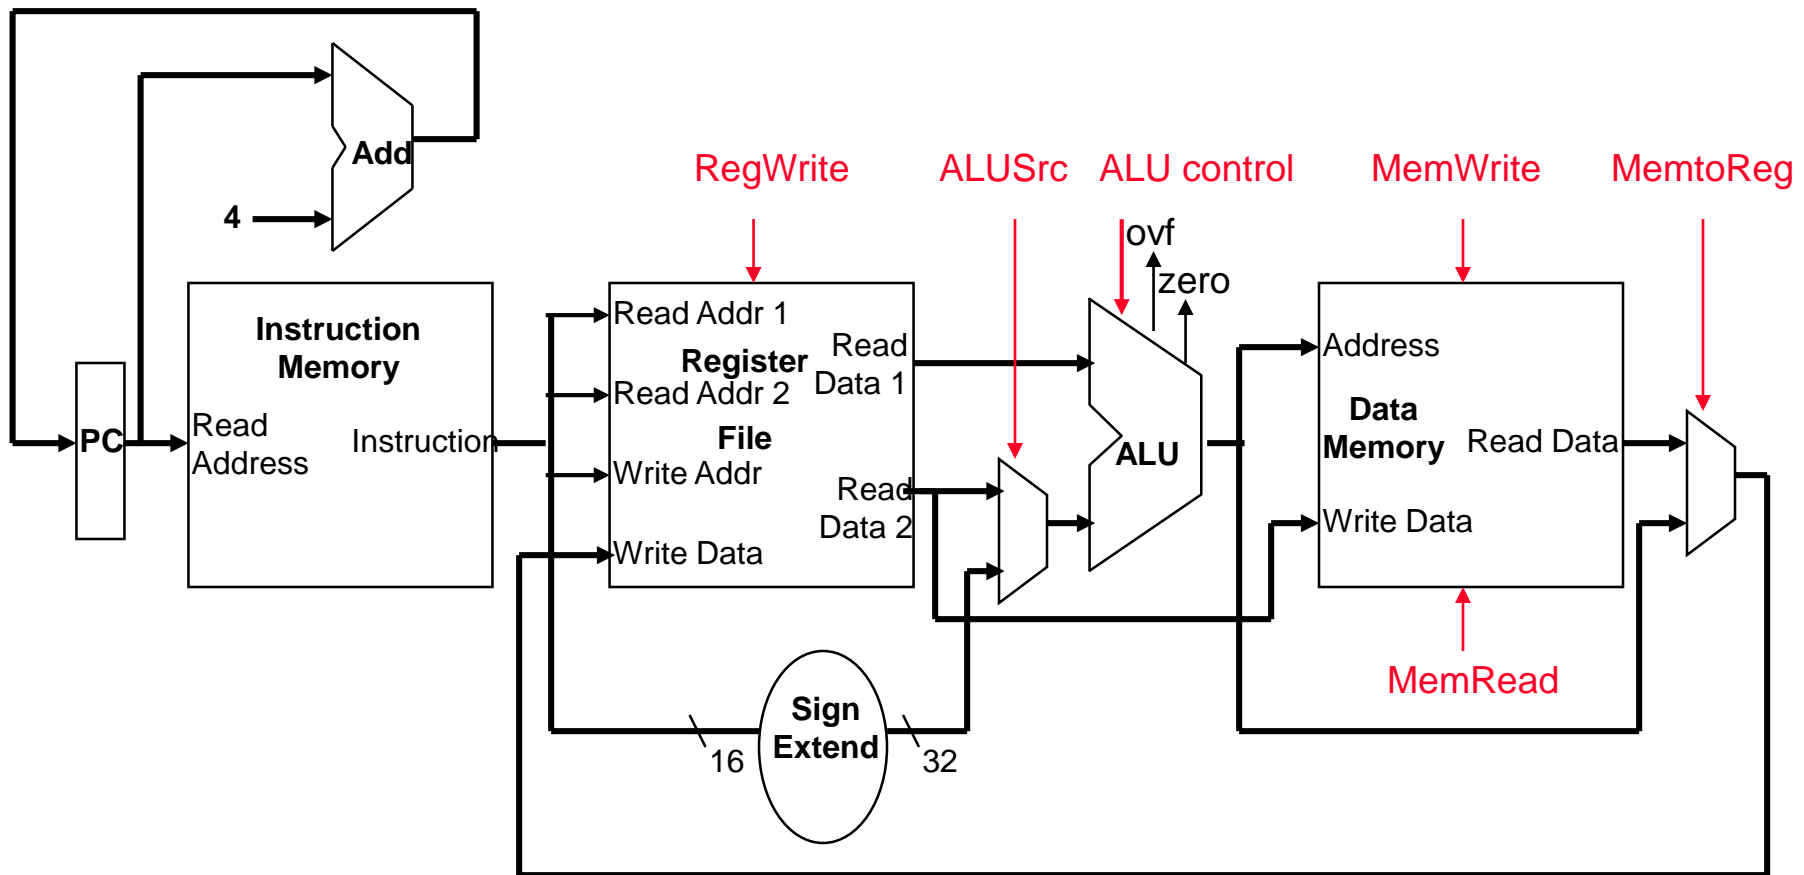 Add
4
RegWrite
ALUSrc
ALU control
MemWrite
MemtoReg
ovf
zero
Instruction
Memory
Read
Address
Instruction
PC
Read Addr 1
Register
Read Addr 2
File
Write Addr
Write Data
Read
Data 1
Read
Data 2
ALU
Address
Data
Memory
Read Data
Write Data
MemRead
Sign
Extend
16
32